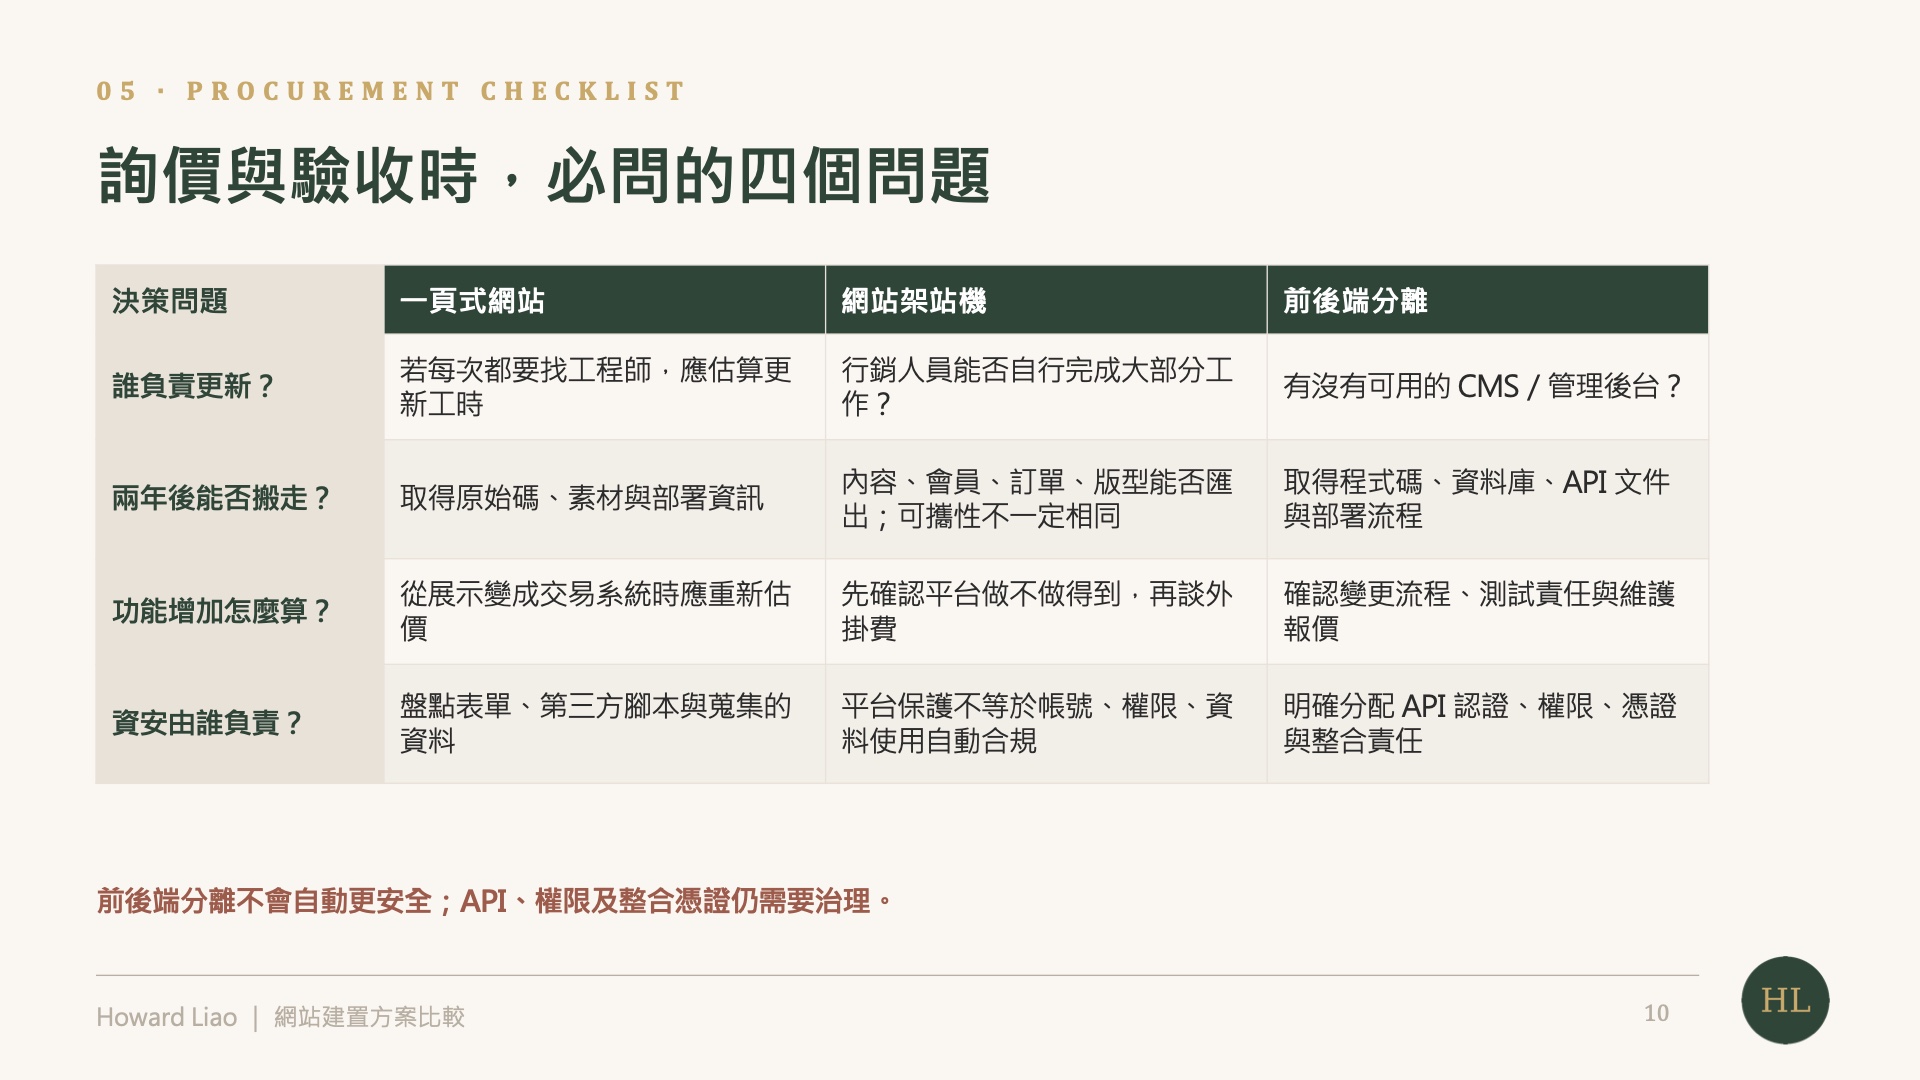 05 · PROCUREMENT CHECKLIST
詢價與驗收時，必問的四個問題
決策問題
一頁式網站
網站架站機
前後端分離
誰負責更新？
若每次都要找工程師，應估算更
新工時
行銷人員能否自行完成大部分工
作？
有沒有可用的 CMS / 管理後台？
兩年後能否搬走？
取得原始碼、素材與部署資訊
內容、會員、訂單、版型能否匯
出；可攜性不一定相同
取得程式碼、資料庫、API 文件
與部署流程
功能增加怎麼算？
從展示變成交易系統時應重新估
價
先確認平台做不做得到，再談外
掛費
確認變更流程、測試責任與維護
報價
資安由誰負責？
盤點表單、第三方腳本與蒐集的
資料
平台保護不等於帳號、權限、資
料使用自動合規
明確分配 API 認證、權限、憑證
與整合責任
前後端分離不會自動更安全；API、權限及整合憑證仍需要治理。
Howard Liao ｜ 網站建置方案比較
10
HL